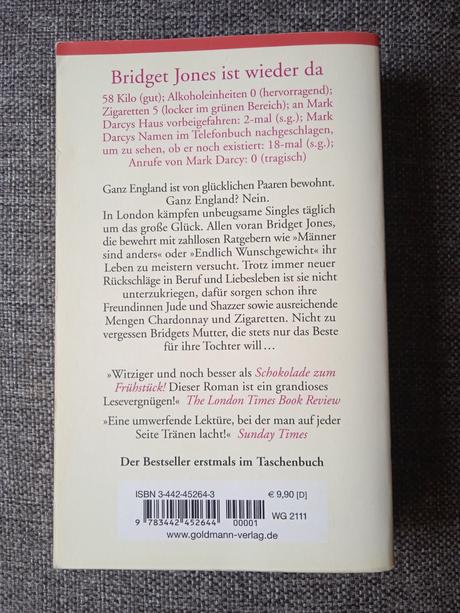 Bridget Jones ist wieder da
58 Kilo (gut); Alkoholeinheiten 0 (hervorragend);
Zigaretten 5 (locker im grünen Bereich); an Mark
Darcys Haus vorbeigefahren: 2-mal (s.g.); Mark
Darcys Namen im Telefonbuch nachgeschlagen,
um zu sehen, ob er noch existiert: 18-mal (s.g.);
Anrufe von Mark Darcy: 0 (tragisch)
Ganz England ist von glücklichen Paaren bewohnt.
Ganz England? Nein.
In London kämpfen unbeugsame Singles täglich
um das große Glück. Allen voran Bridget Jones,
die bewehrt mit zahllosen Ratgebern wie »Männer
sind anders« oder »Endlich Wunschgewicht« ihr
Leben zu meistern versucht. Trotz immer neuer
Rückschläge in Beruf und Liebesleben ist sie nicht
unterzukriegen, dafür sorgen schon ihre
Freundinnen Jude und Shazzer sowie ausreichende
Mengen Chardonnay und Zigaretten. Nicht zu
vergessen Bridgets Mutter, die stets nur das Beste
für ihre Tochter will ...
»Witziger und noch besser als Schokolade zum
Frühstück! Dieser Roman ist ein grandioses
Lesevergnügen!« The London Times Book Review
»Eine umwerfende Lektüre, bei der man auf jeder
Seite Tränen lacht!« Sunday Times
Der Bestseller erstmals im Taschenbuch
ISBN 3-442-45264-3
€ 9,90 [D]
WG 2111
9 783442 452644 00001
www.goldmann-verlag.de